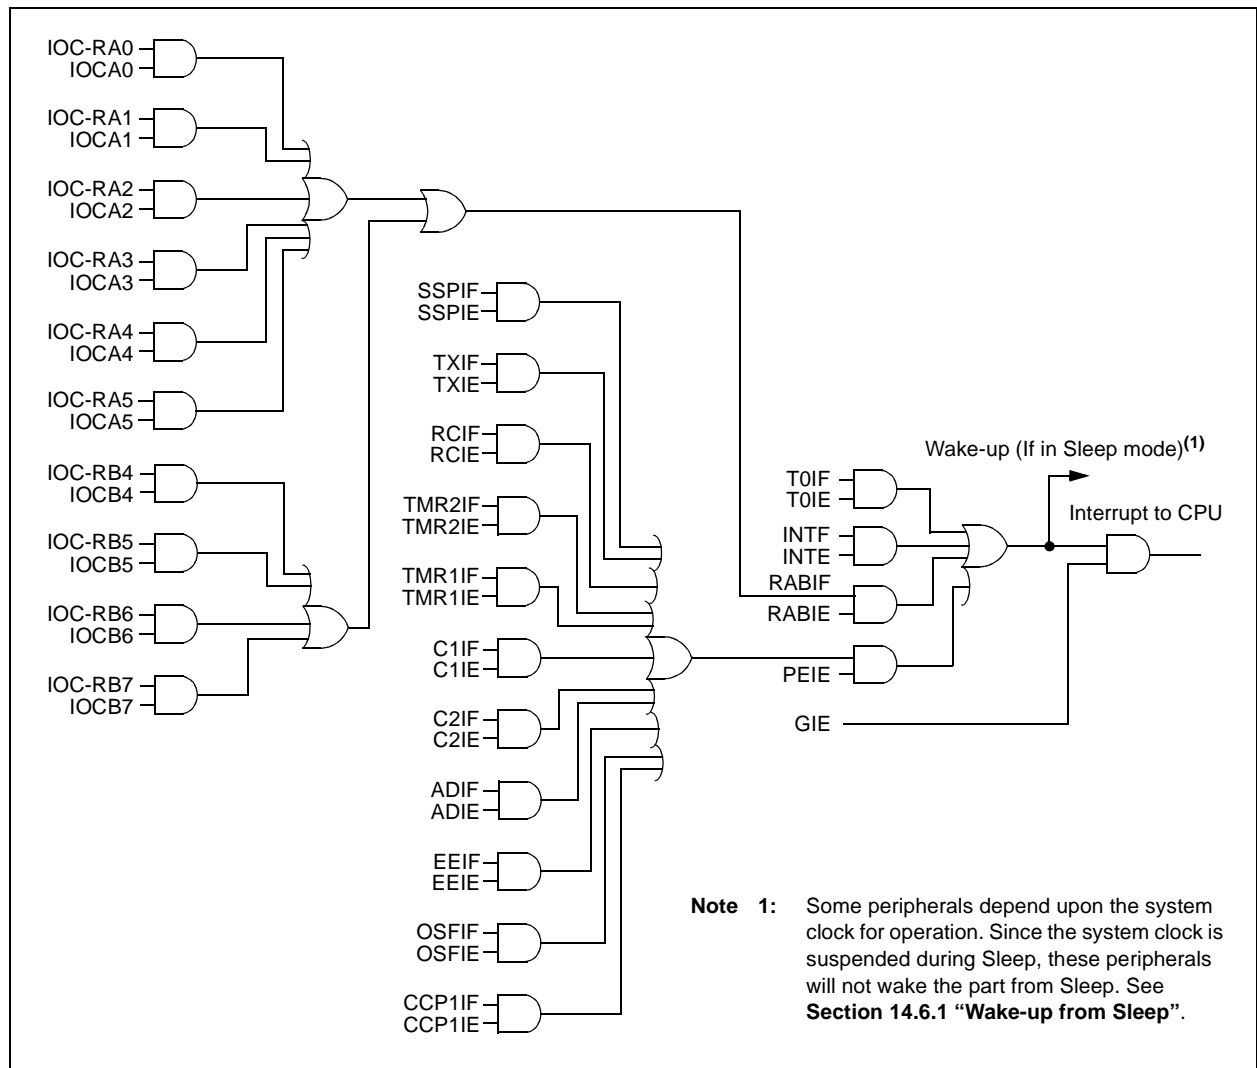 IOC-RA0
IOCA0
IOC-RA1
IOCA1
IOC-RA2
IOCA2
IOC-RA3
IOCA3
IOC-RA4
IOCA4
IOC-RA5
IOCA5
IOC-RB4
IOCB4
IOC-RB5
IOCB5
IOC-RB6
IOCB6
IOC-RB7
IOCB7
SSPIF
SSPIE
TXIF
TXIE
RCIF
RCIE
TMR2IF
TMR2IE
TMR1IF
TMR1IE
C1IF
C1IE
C2IF
C2IE
ADIF
ADIE
EEIF
EEIE
OSFIF
OSFIE
CCP1IF
CCP1IE
T0IF
T0IE
INTF
INTE
RABIF
RABIE
PEIE
GIE
Wake-up (If in Sleep mode)(1)
Interrupt to CPU
Note 1: Some peripherals depend upon the system
clock for operation. Since the system clock is
suspended during Sleep, these peripherals
will not wake the part from Sleep. See
Section 14.6.1 “Wake-up from Sleep”.